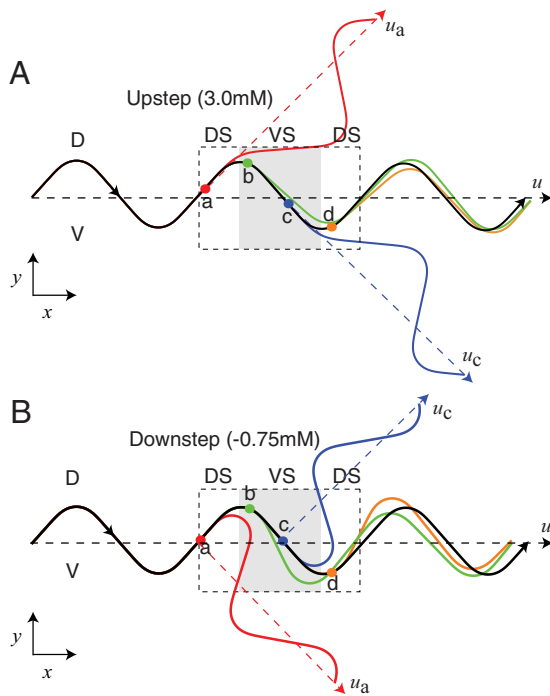 u_a
A
Upstep (3.0mM)
D DS VS DS
b
a u
c d
V
y
x
u_c
B
u_c
Downstep (-0.75mM)
D DS VS DS
b
c
a
d u
V
y
u_a
x